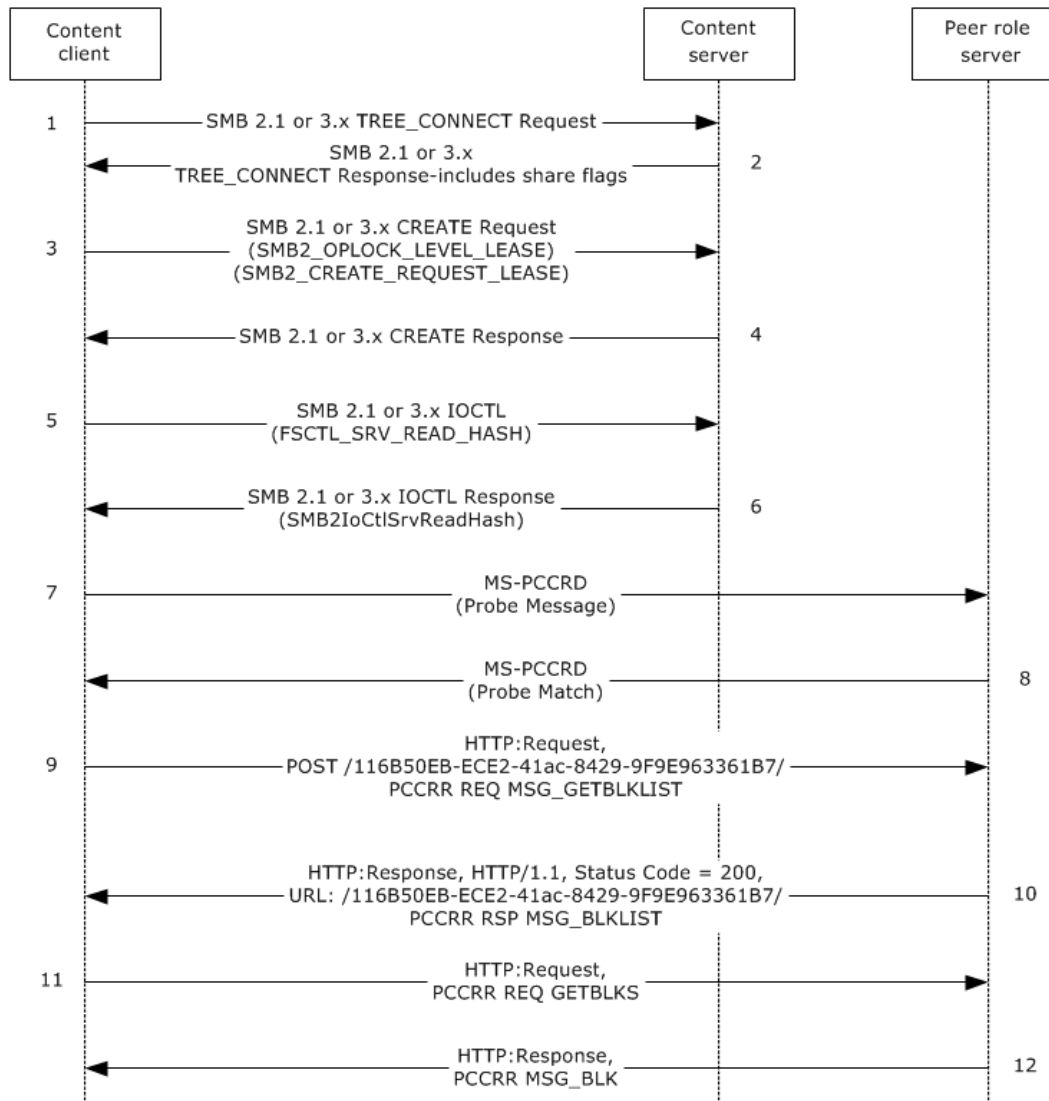 Content
client
Content
server
Peer role
server
1
SMB 2.1 or 3.x TREE_CONNECT Request
SMB 2.1 or 3.x
TREE_CONNECT Response-includes share flags
2
SMB 2.1 or 3.x CREATE Request
3
(SMB2_OPLOCK_LEVEL_LEASE)
(SMB2_CREATE_REQUEST_LEASE)
SMB 2.1 or 3.x CREATE Response
4
5
SMB 2.1 or 3.x IOCTL
(FSCTL_SRV_READ_HASH)
SMB 2.1 or 3.x IOCTL Response
(SMB2IoCtlSrvReadHash)
6
7
MS-PCCRD
(Probe Message)
MS-PCCRD
(Probe Match)
8
HTTP:Request,
9
POST /116B50EB-ECE2-41ac-8429-9F9E963361B7/
PCCRR REQ MSG_GETBLKLIST
HTTP:Response, HTTP/1.1, Status Code = 200,
URL: /116B50EB-ECE2-41ac-8429-9F9E963361B7/
10
PCCRR RSP MSG_BLKLIST
11
HTTP:Request,
PCCRR REQ GETBLKS
HTTP:Response,
PCCRR MSG_BLK
12